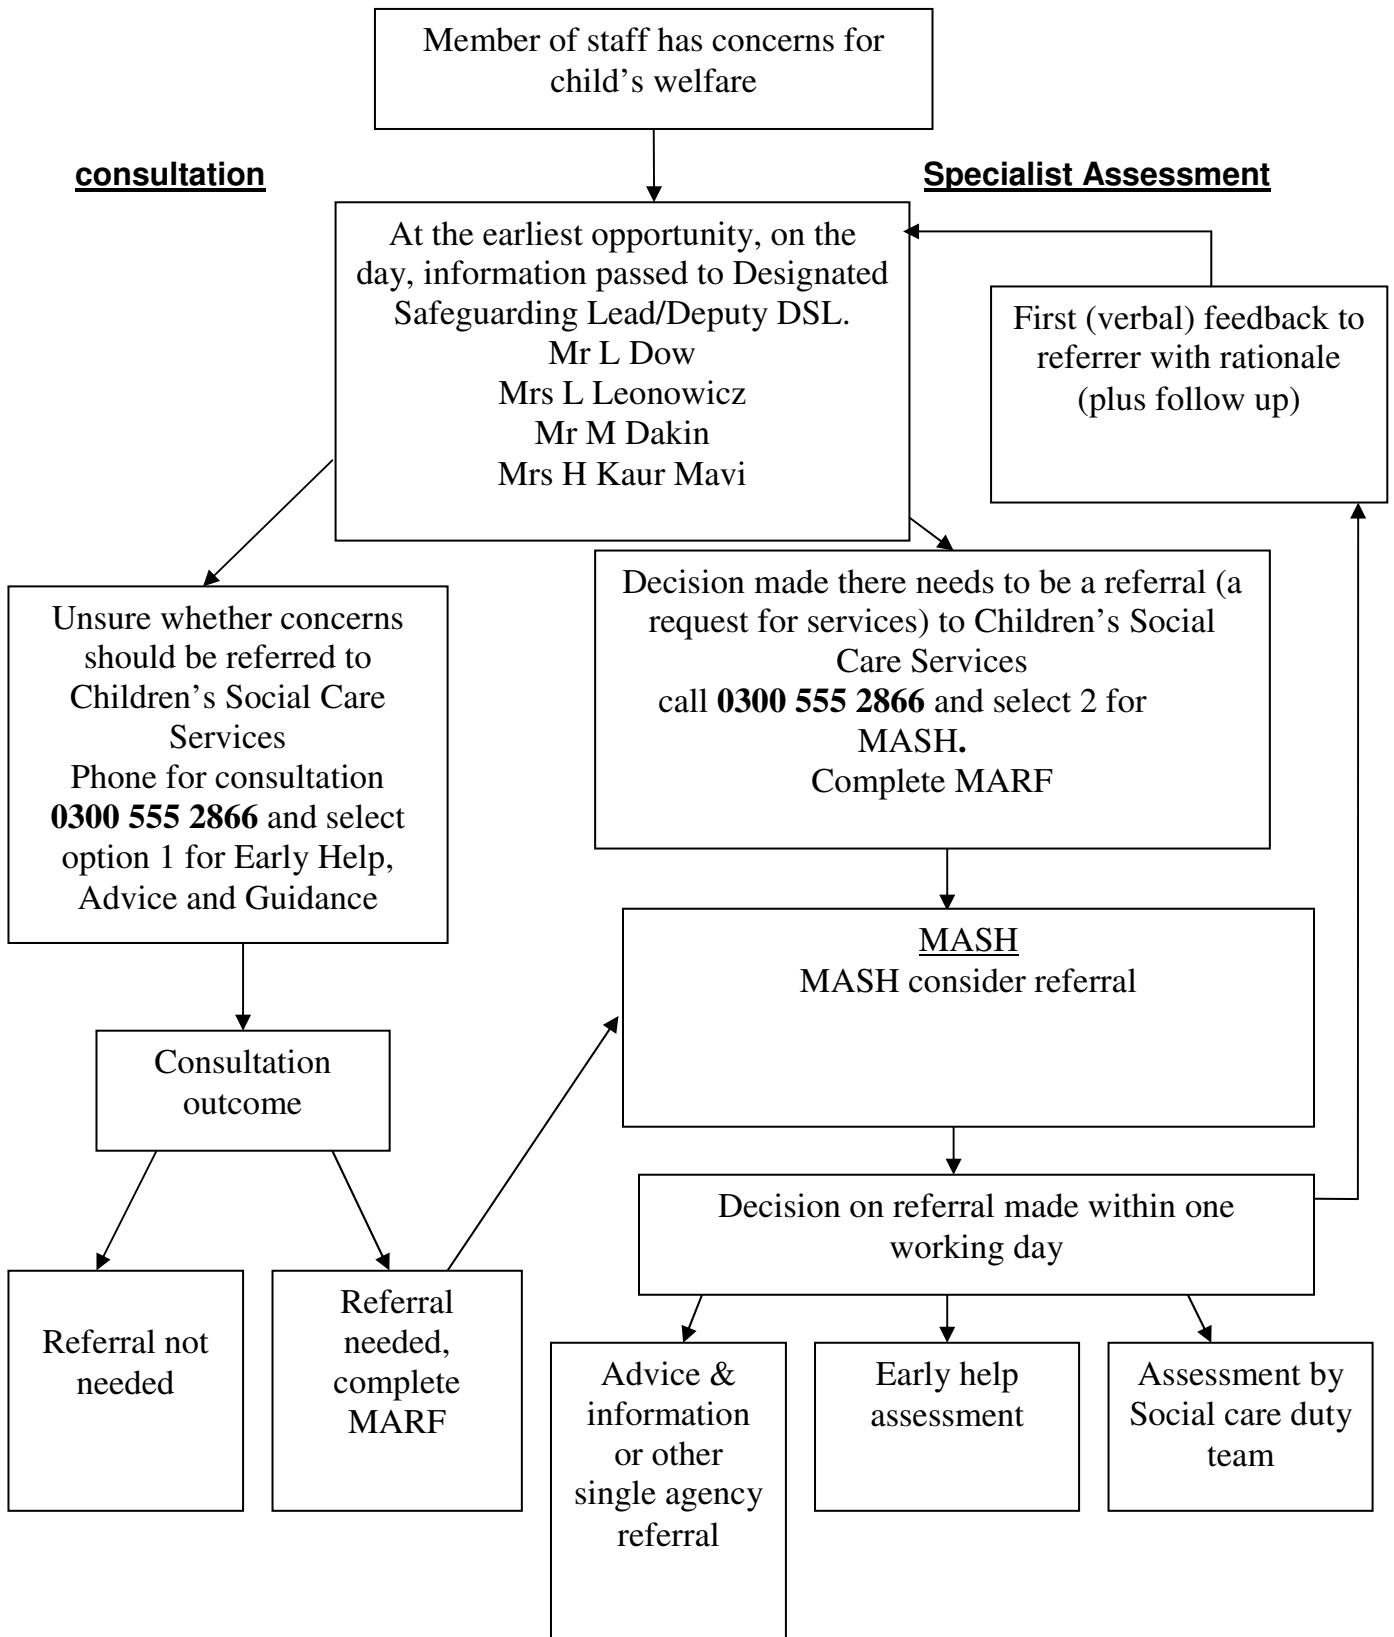 Member of staff has concerns for
child’s welfare
consultation
Specialist Assessment
At the earliest opportunity, on the
day, information passed to Designated
Safeguarding Lead/Deputy DSL.
Mr L Dow
Mrs L Leonowicz
Mr M Dakin
Mrs H Kaur Mavi
First (verbal) feedback to
referrer with rationale
(plus follow up)
Unsure whether concerns
should be referred to
Children’s Social Care
Services
Phone for consultation
0300 555 2866 and select
option 1 for Early Help,
Advice and Guidance
Decision made there needs to be a referral (a
request for services) to Children’s Social
Care Services
call 0300 555 2866 and select 2 for
MASH.
Complete MARF
MASH
MASH consider referral
Consultation
outcome
Decision on referral made within one
working day
Referral not
needed
Referral
needed,
complete
MARF
Advice &
information
or other
single agency
referral
Early help
assessment
Assessment by
Social care duty
team